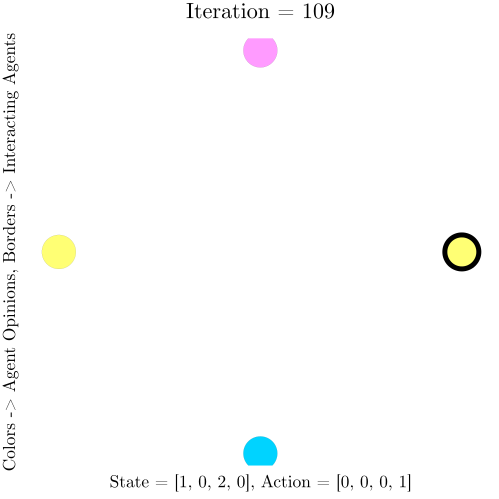 Iteration = 109
Colors -> Agent Opinions, Borders -> Interacting Agents
State = [1, 0, 2, 0], Action = [0, 0, 0, 1]